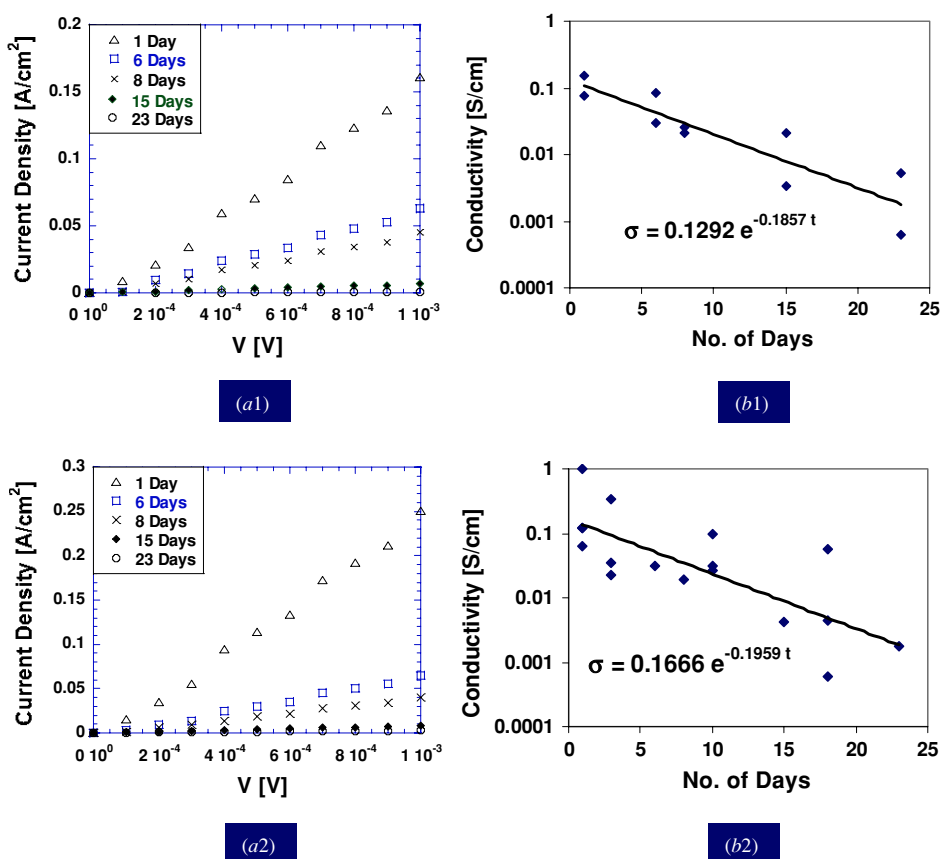 Current Density [A/cm²]
0.2
0.15
0.1
0.05
0
1 Day
6 Days
8 Days
15 Days
23 Days
0 10⁰ 2 10⁻⁴ 4 10⁻⁴ 6 10⁻⁴ 8 10⁻⁴ 1 10⁻³
V [V]
(a1)
Conductivity [S/cm]
1
0.1
0.01
0.001
0.0001
σ = 0.1292 e⁻⁰·¹⁸⁵⁷ ᵗ
0 5 10 15 20 25
No. of Days
(b1)
Current Density [A/cm²]
0.3
0.25
0.2
0.15
0.1
0.05
0
1 Day
6 Days
8 Days
15 Days
23 Days
0 10⁰ 2 10⁻⁴ 4 10⁻⁴ 6 10⁻⁴ 8 10⁻⁴ 1 10⁻³
V [V]
(a2)
Conductivity [S/cm]
1
0.1
0.01
0.001
0.0001
σ = 0.1666 e⁻⁰·¹⁹⁵⁹ ᵗ
0 5 10 15 20 25
No. of Days
(b2)